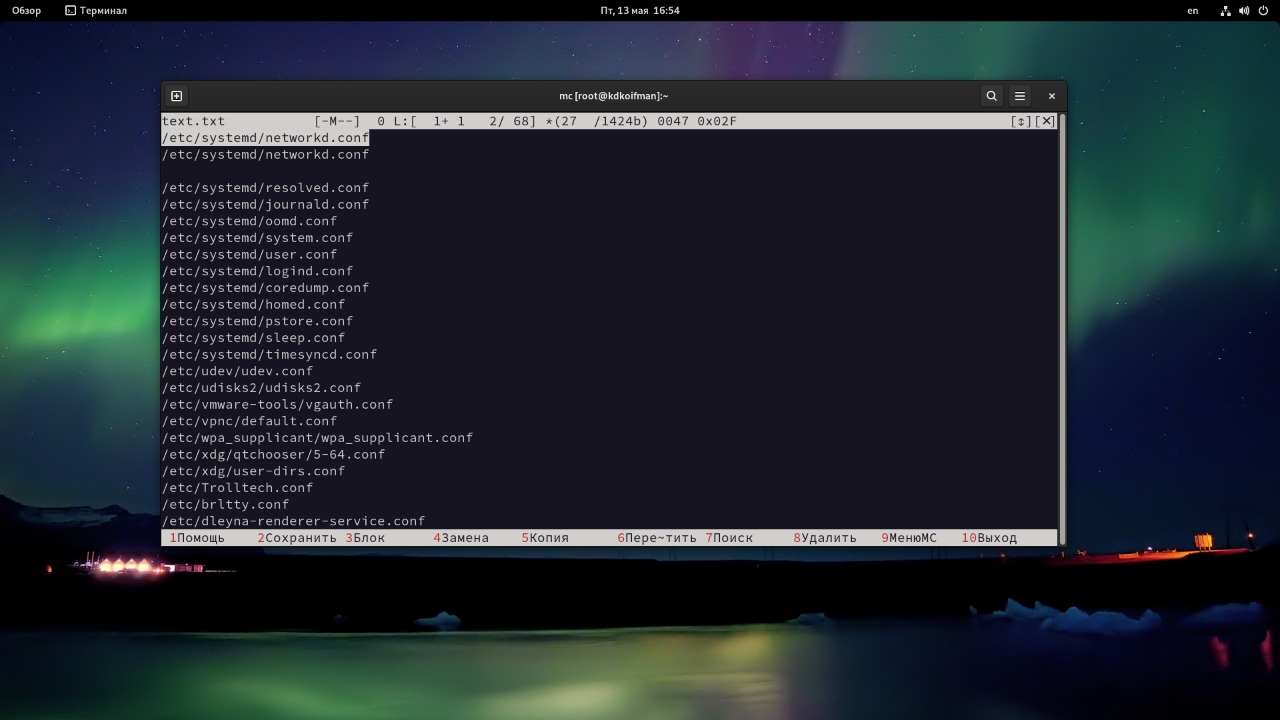 Обзор Терминал Пт, 13 мая 16:54 en
mc [root@kdkoifman]:~
text.txt [-M--] 0 L:[ 1+ 1 2/ 68] *(27 /1424b) 0047 0x02F [↕][X]
/etc/systemd/networkd.conf
/etc/systemd/networkd.conf
/etc/systemd/resolved.conf
/etc/systemd/journald.conf
/etc/systemd/oomd.conf
/etc/systemd/system.conf
/etc/systemd/user.conf
/etc/systemd/logind.conf
/etc/systemd/coredump.conf
/etc/systemd/homed.conf
/etc/systemd/pstore.conf
/etc/systemd/sleep.conf
/etc/systemd/timesyncd.conf
/etc/udev/udev.conf
/etc/udisks2/udisks2.conf
/etc/vmware-tools/vgauth.conf
/etc/vpnc/default.conf
/etc/wpa_supplicant/wpa_supplicant.conf
/etc/xdg/qtchooser/5-64.conf
/etc/xdg/user-dirs.conf
/etc/Trolltech.conf
/etc/brltty.conf
/etc/dleyna-renderer-service.conf
1Помощь 2Сохранить 3Блок 4Замена 5Копия 6Пере~тить 7Поиск 8Удалить 9МенюMC 10Выход